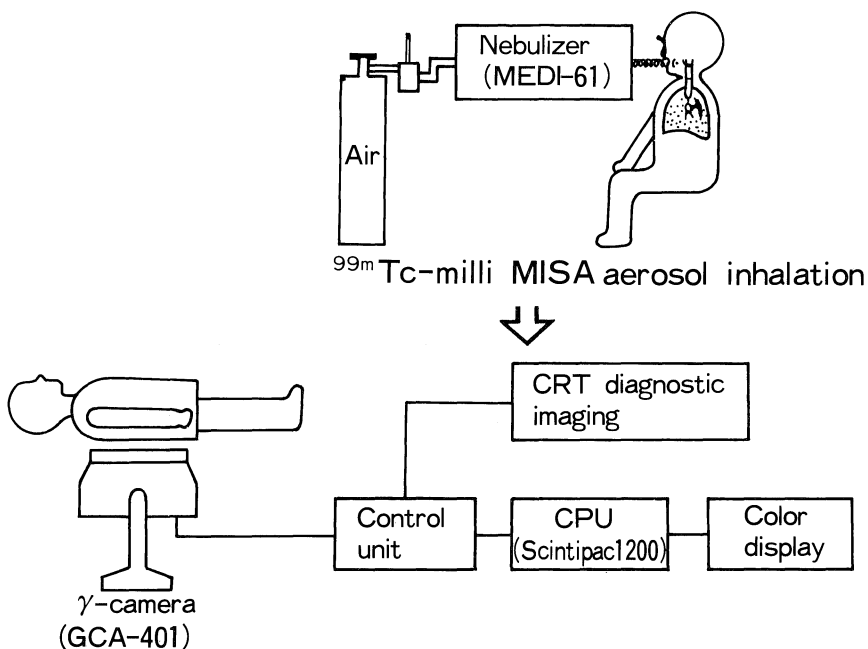 Nebulizer
(MEDI-61)
Air
99m Tc-milli MISA aerosol inhalation
CRT diagnostic
imaging
Control
unit
CPU
(Scintipac1200)
Color
display
γ-camera
(GCA-401)